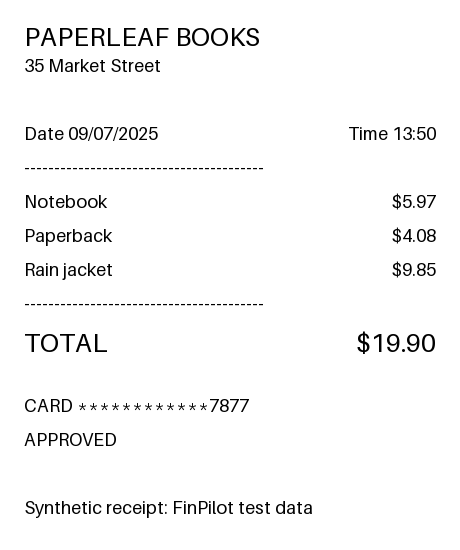 PAPERLEAF BOOKS
35 Market Street
Date 09/07/2025 Time 13:50
----------------------------------------
Notebook $5.97
Paperback $4.08
Rain jacket $9.85
----------------------------------------
TOTAL $19.90
CARD ************7877
APPROVED
Synthetic receipt: FinPilot test data